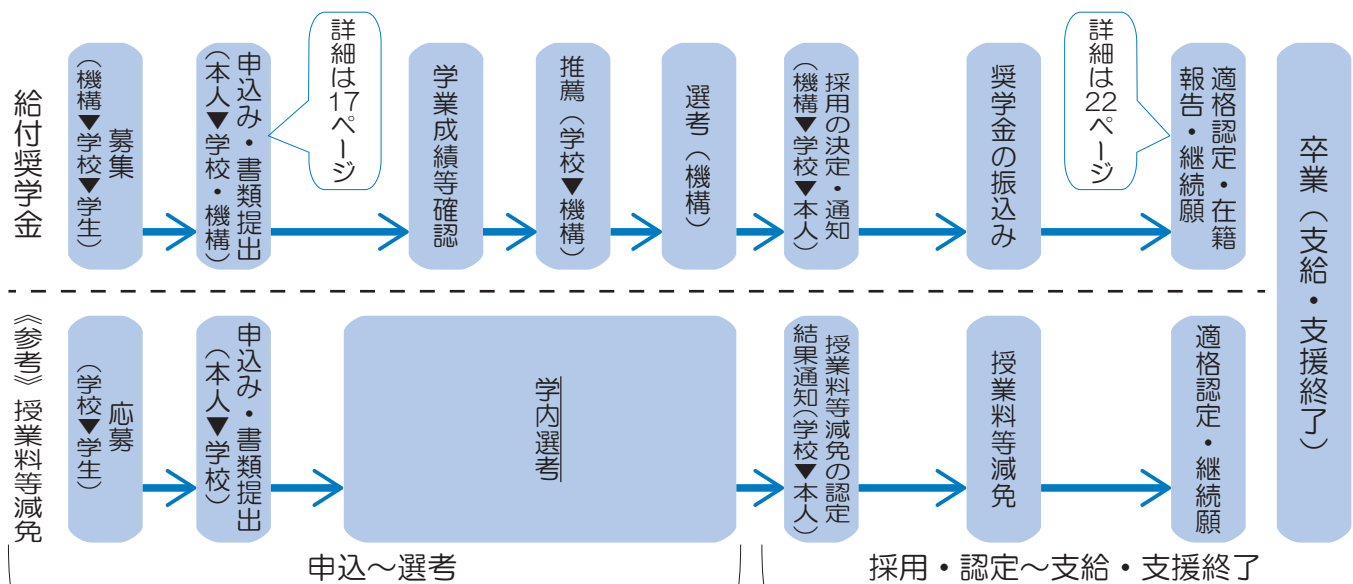 給付奨学金
募集
（機構▼学校▼学生）
申込み・書類提出
（本人▼学校・機構）
詳細は17ページ
学業成績等確認
推薦（学校▼機構）
選考（機構）
採用の決定・通知
（機構▼学校▼本人）
奨学金の振込み
詳細は22ページ
適格認定・在籍
報告・継続願
卒業（支給・支援終了）
《参考》授業料等減免
応募
（学校▼学生）
申込み・書類提出
（本人▼学校）
学内選考
授業料等減免の認定
結果通知（学校▼本人）
授業料等減免
適格認定・継続願
申込～選考
採用・認定～支給・支援終了